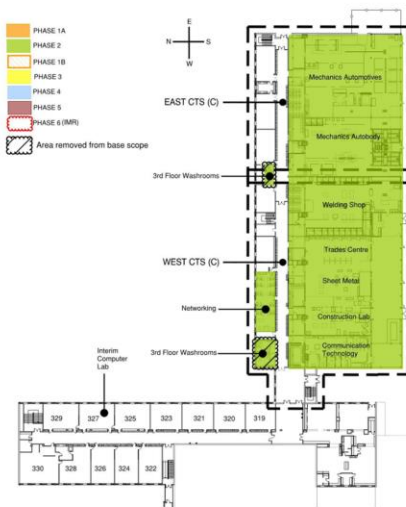 PHASE 1A
PHASE 2
PHASE 1B
PHASE 3
PHASE 4
PHASE 5
PHASE 6 (IMR)
Area removed from base scope
E
N S
W
Mechanics Automotives
EAST CTS (C)
Mechanics Autobody
3rd Floor Washrooms
Welding Shop
Trades Centre
WEST CTS (C)
Sheet Metal
Networking
Construction Lab
3rd Floor Washrooms
Communication
Technology
Interim
Computer
Lab
329 327 325 323 321 320 319
330 328 326 324 322